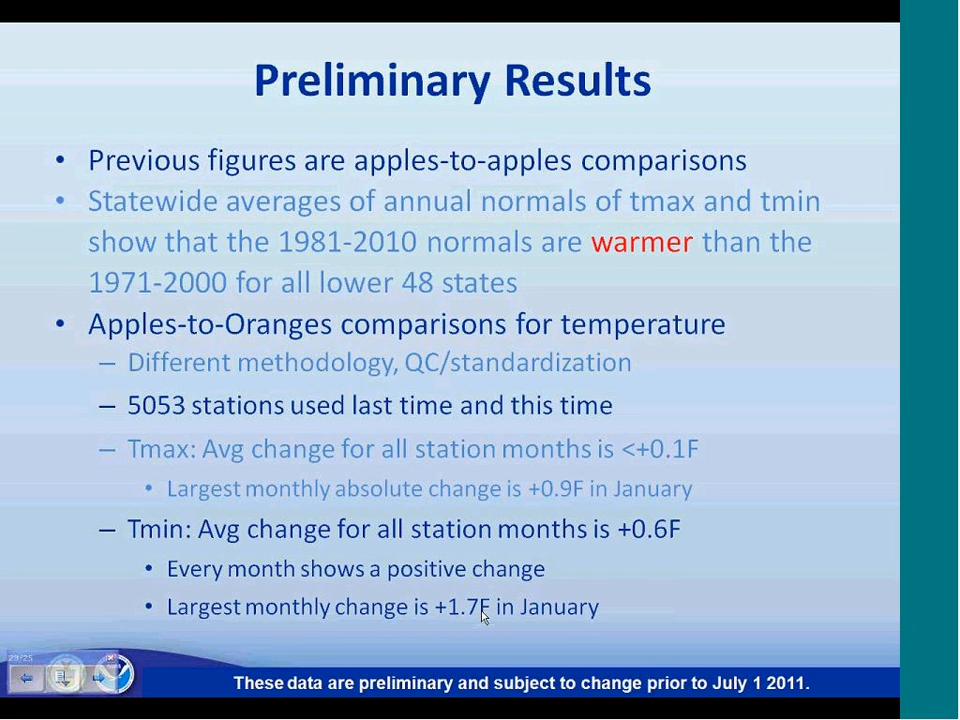 Preliminary Results
• Previous figures are apples-to-apples comparisons
• Statewide averages of annual normals of tmax and tmin
show that the 1981-2010 normals are warmer than the
1971-2000 for all lower 48 states
• Apples-to-Oranges comparisons for temperature
– Different methodology, QC/standardization
– 5053 stations used last time and this time
– Tmax: Avg change for all station months is <+0.1F
• Largest monthly absolute change is +0.9F in January
– Tmin: Avg change for all station months is +0.6F
• Every month shows a positive change
• Largest monthly change is +1.7F in January
23/25
These data are preliminary and subject to change prior to July 1 2011.